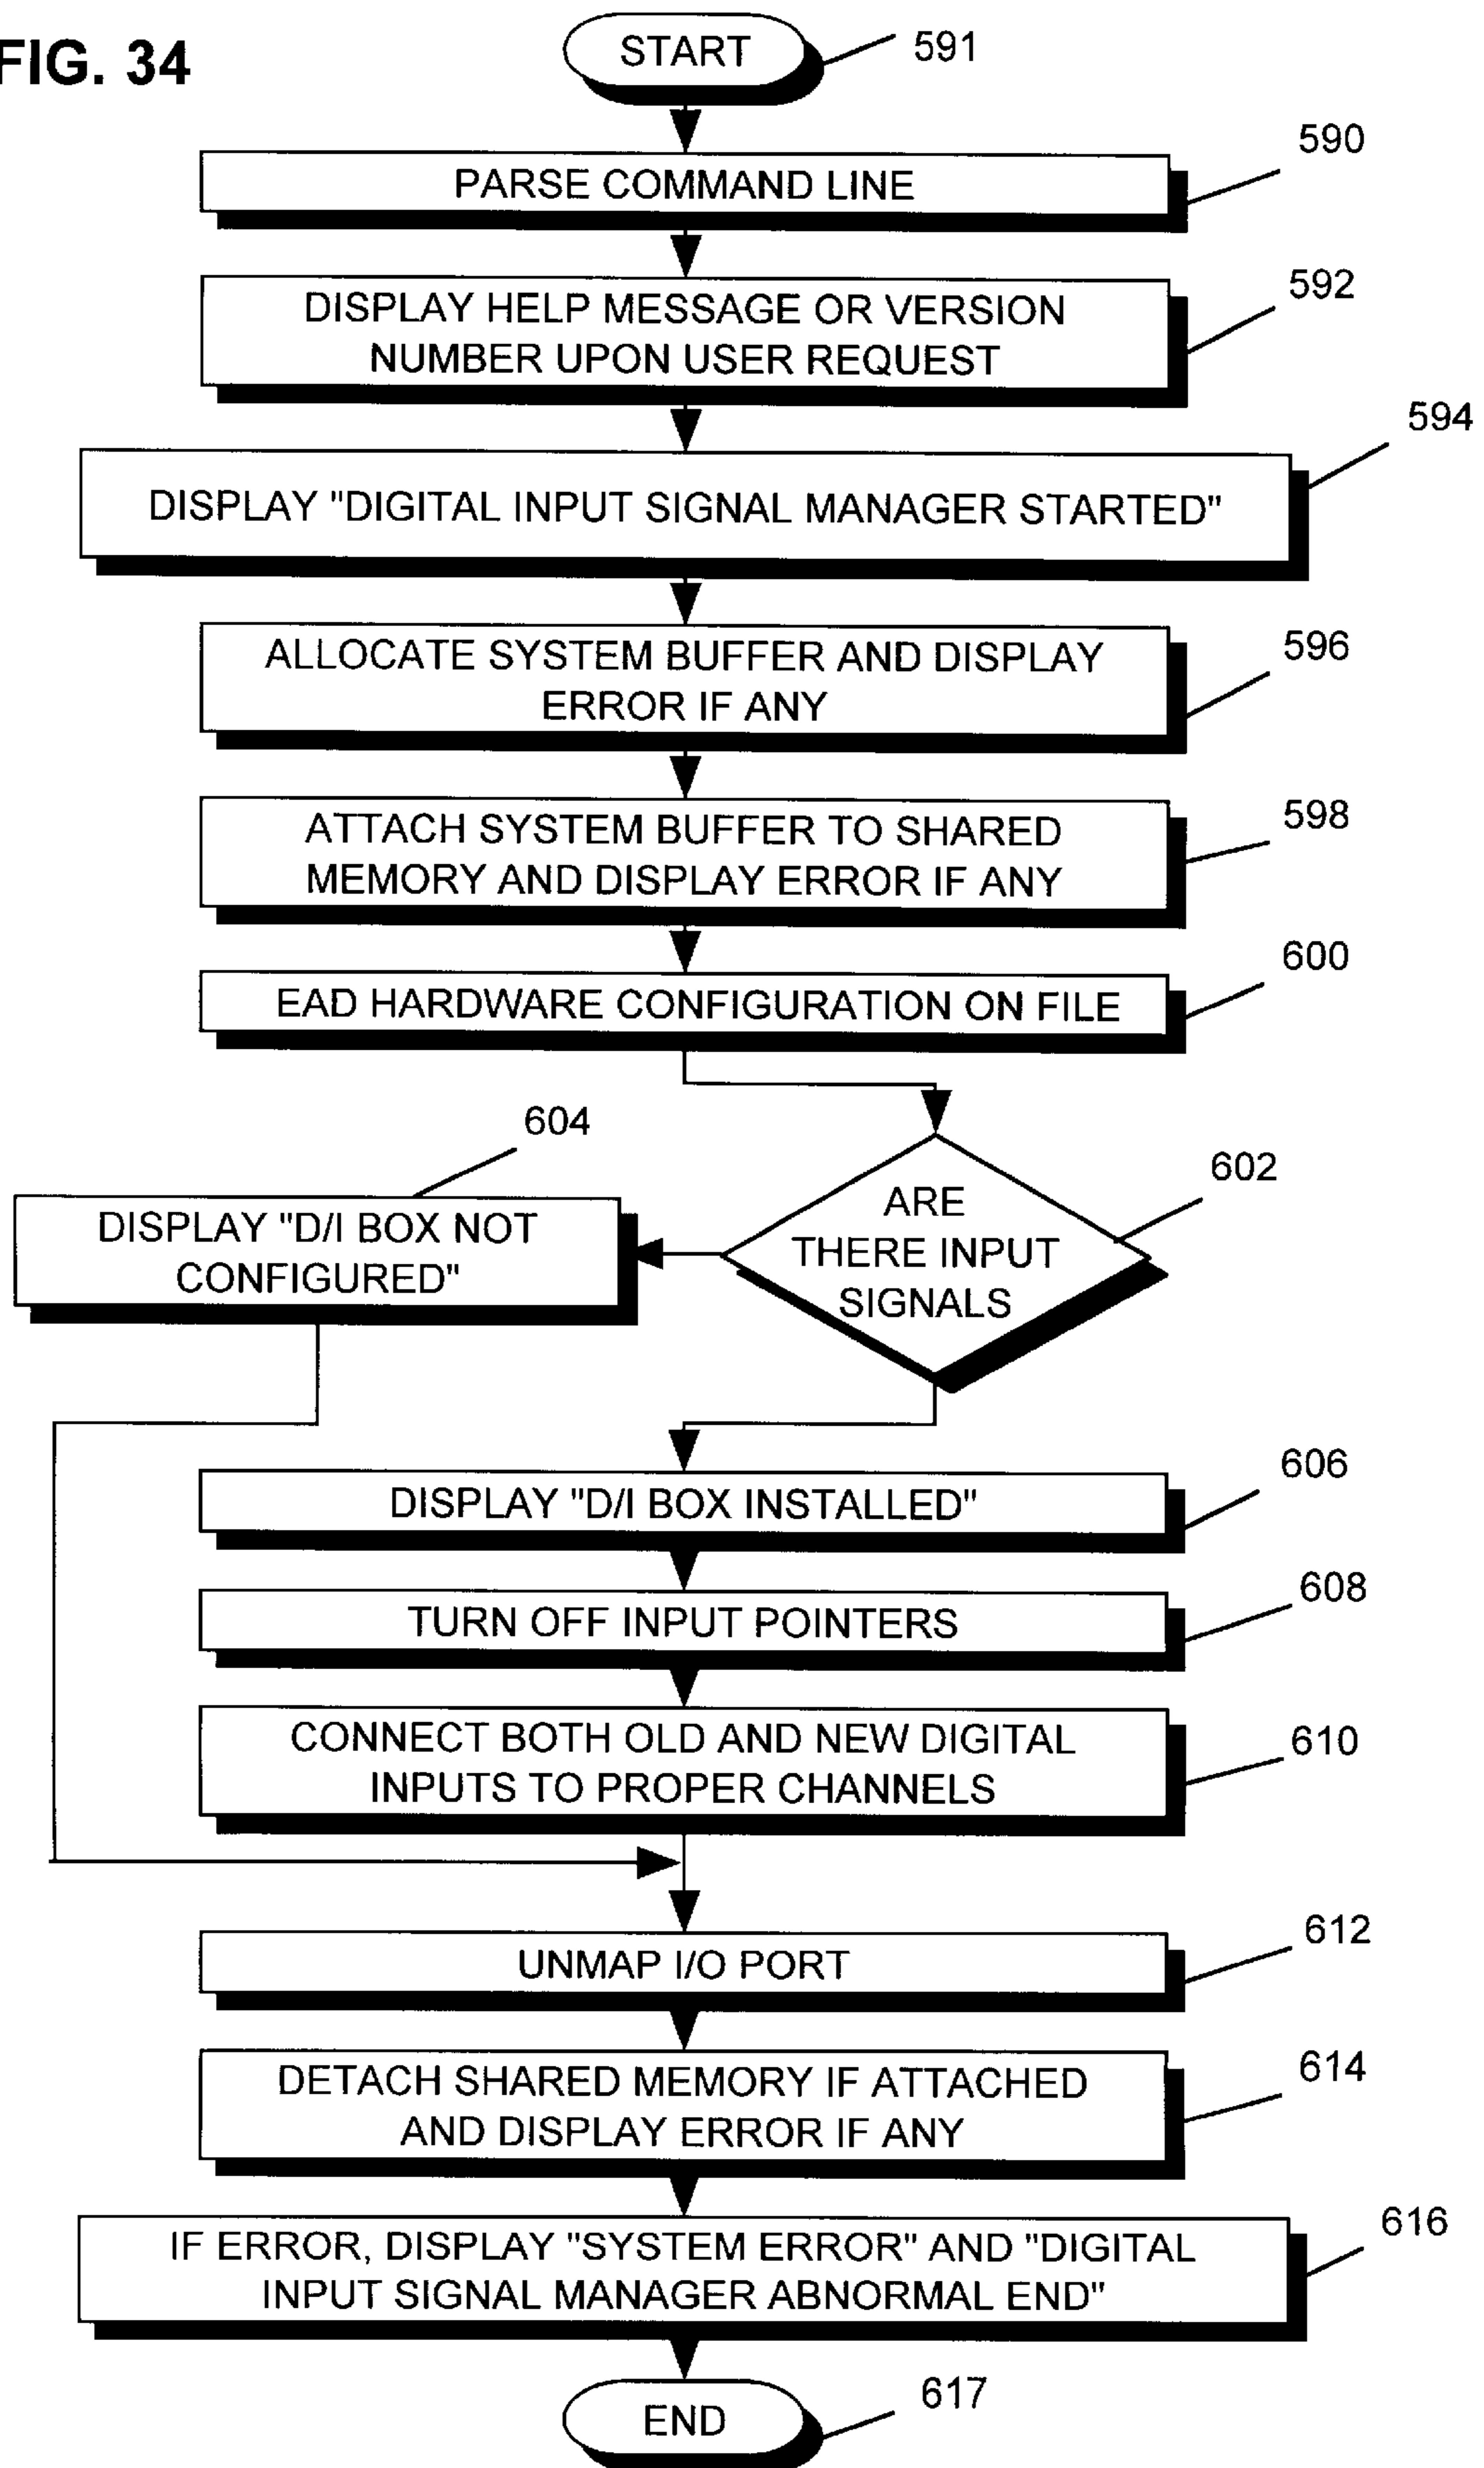 FIG. 34
START
591
590
PARSE COMMAND LINE
592
DISPLAY HELP MESSAGE OR VERSION
NUMBER UPON USER REQUEST
594
DISPLAY "DIGITAL INPUT SIGNAL MANAGER STARTED"
596
ALLOCATE SYSTEM BUFFER AND DISPLAY
ERROR IF ANY
598
ATTACH SYSTEM BUFFER TO SHARED
MEMORY AND DISPLAY ERROR IF ANY
600
EAD HARDWARE CONFIGURATION ON FILE
604
602
ARE
THERE INPUT
SIGNALS
DISPLAY "D/I BOX NOT
CONFIGURED"
606
DISPLAY "D/I BOX INSTALLED"
608
TURN OFF INPUT POINTERS
610
CONNECT BOTH OLD AND NEW DIGITAL
INPUTS TO PROPER CHANNELS
612
UNMAP I/O PORT
614
DETACH SHARED MEMORY IF ATTACHED
AND DISPLAY ERROR IF ANY
616
IF ERROR, DISPLAY "SYSTEM ERROR" AND "DIGITAL
INPUT SIGNAL MANAGER ABNORMAL END"
617
END